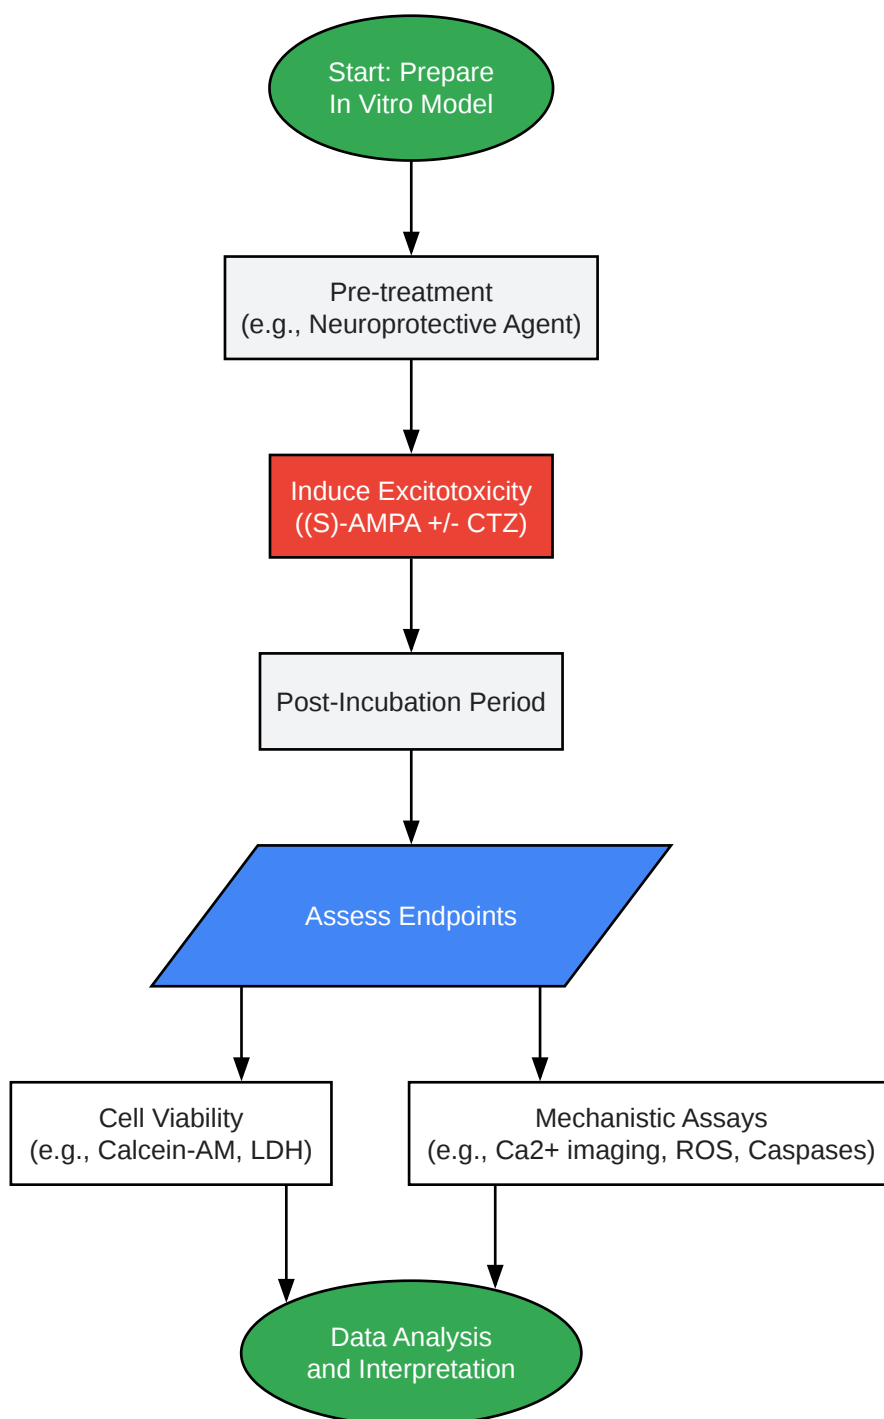 Start: Prepare
In Vitro Model
Pre-treatment
(e.g., Neuroprotective Agent)
Induce Excitotoxicity
((S)-AMPA +/- CTZ)
Post-Incubation Period
Assess Endpoints
Cell Viability
(e.g., Calcein-AM, LDH)
Mechanistic Assays
(e.g., Ca2+ imaging, ROS, Caspases)
Data Analysis
and Interpretation